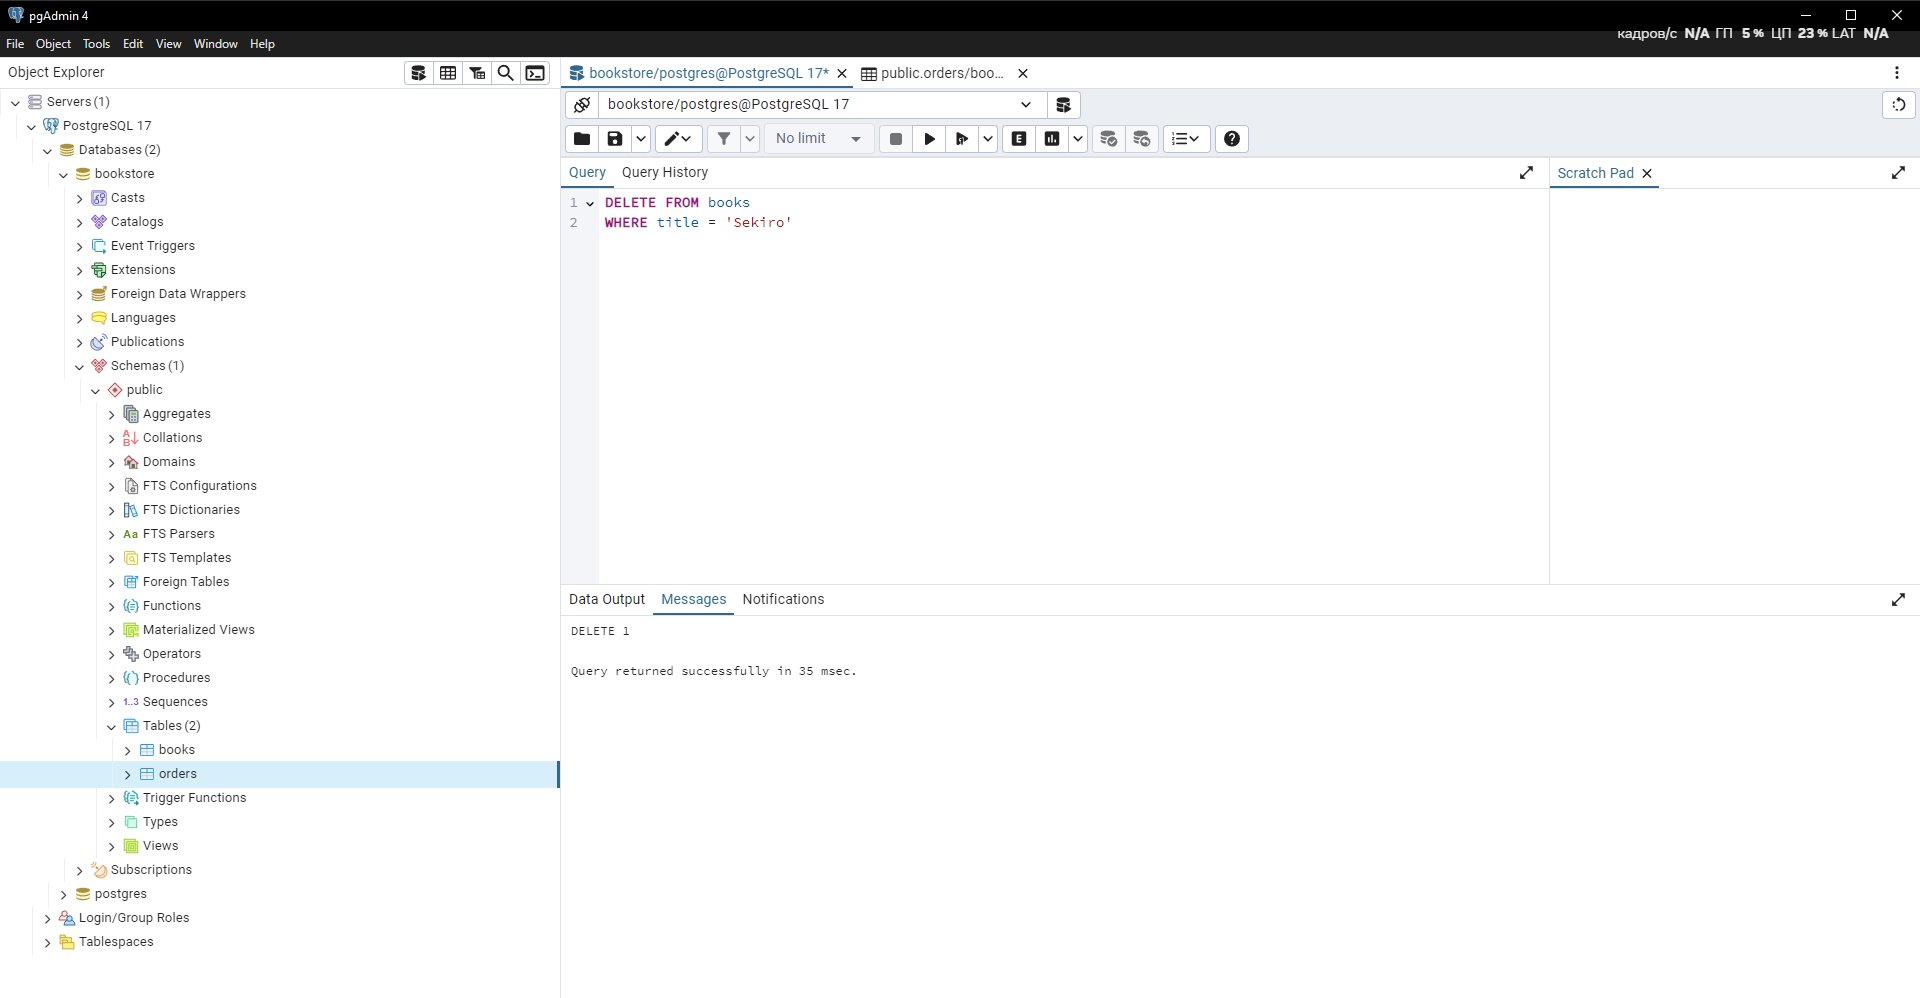 pgAdmin 4
File Object Tools Edit View Window Help
кадров/с N/A ГП 5 % ЦП 23 % LAT N/A
Object Explorer
bookstore/postgres@PostgreSQL 17*
public.orders/boo...
Servers (1)
PostgreSQL 17
Databases (2)
bookstore
Casts
Catalogs
Event Triggers
Extensions
Foreign Data Wrappers
Languages
Publications
Schemas (1)
public
Aggregates
Collations
Domains
FTS Configurations
FTS Dictionaries
Aa FTS Parsers
FTS Templates
Foreign Tables
Functions
Materialized Views
Operators
Procedures
1..3 Sequences
Tables (2)
books
orders
Trigger Functions
Types
Views
Subscriptions
postgres
Login/Group Roles
Tablespaces
bookstore/postgres@PostgreSQL 17
No limit
E
Query Query History
Scratch Pad
1 DELETE FROM books
2 WHERE title = 'Sekiro'
Data Output Messages Notifications
DELETE 1
Query returned successfully in 35 msec.